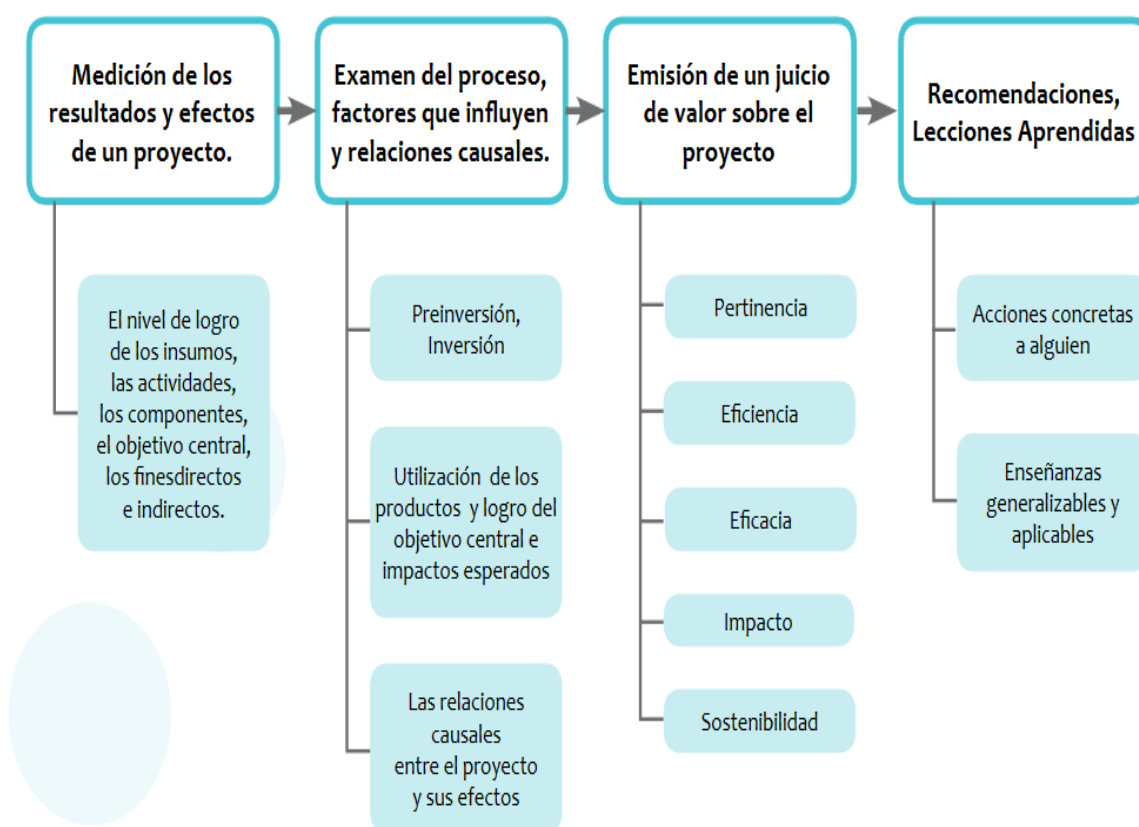 Medición de los
resultados y efectos
de un proyecto.
Examen del proceso,
factores que influyen
y relaciones causales.
Emisión de un juicio
de valor sobre el
proyecto
Recomendaciones,
Lecciones Aprendidas
El nivel de logro
de los insumos,
las actividades,
los componentes,
el objetivo central,
los finesdirectos
e indirectos.
Preinversión,
Inversión
Utilización de los
productos y logro del
objetivo central e
impactos esperados
Las relaciones
causales
entre el proyecto
y sus efectos
Pertinencia
Eficiencia
Eficacia
Impacto
Sostenibilidad
Acciones concretas
a alguien
Enseñanzas
generalizables y
aplicables